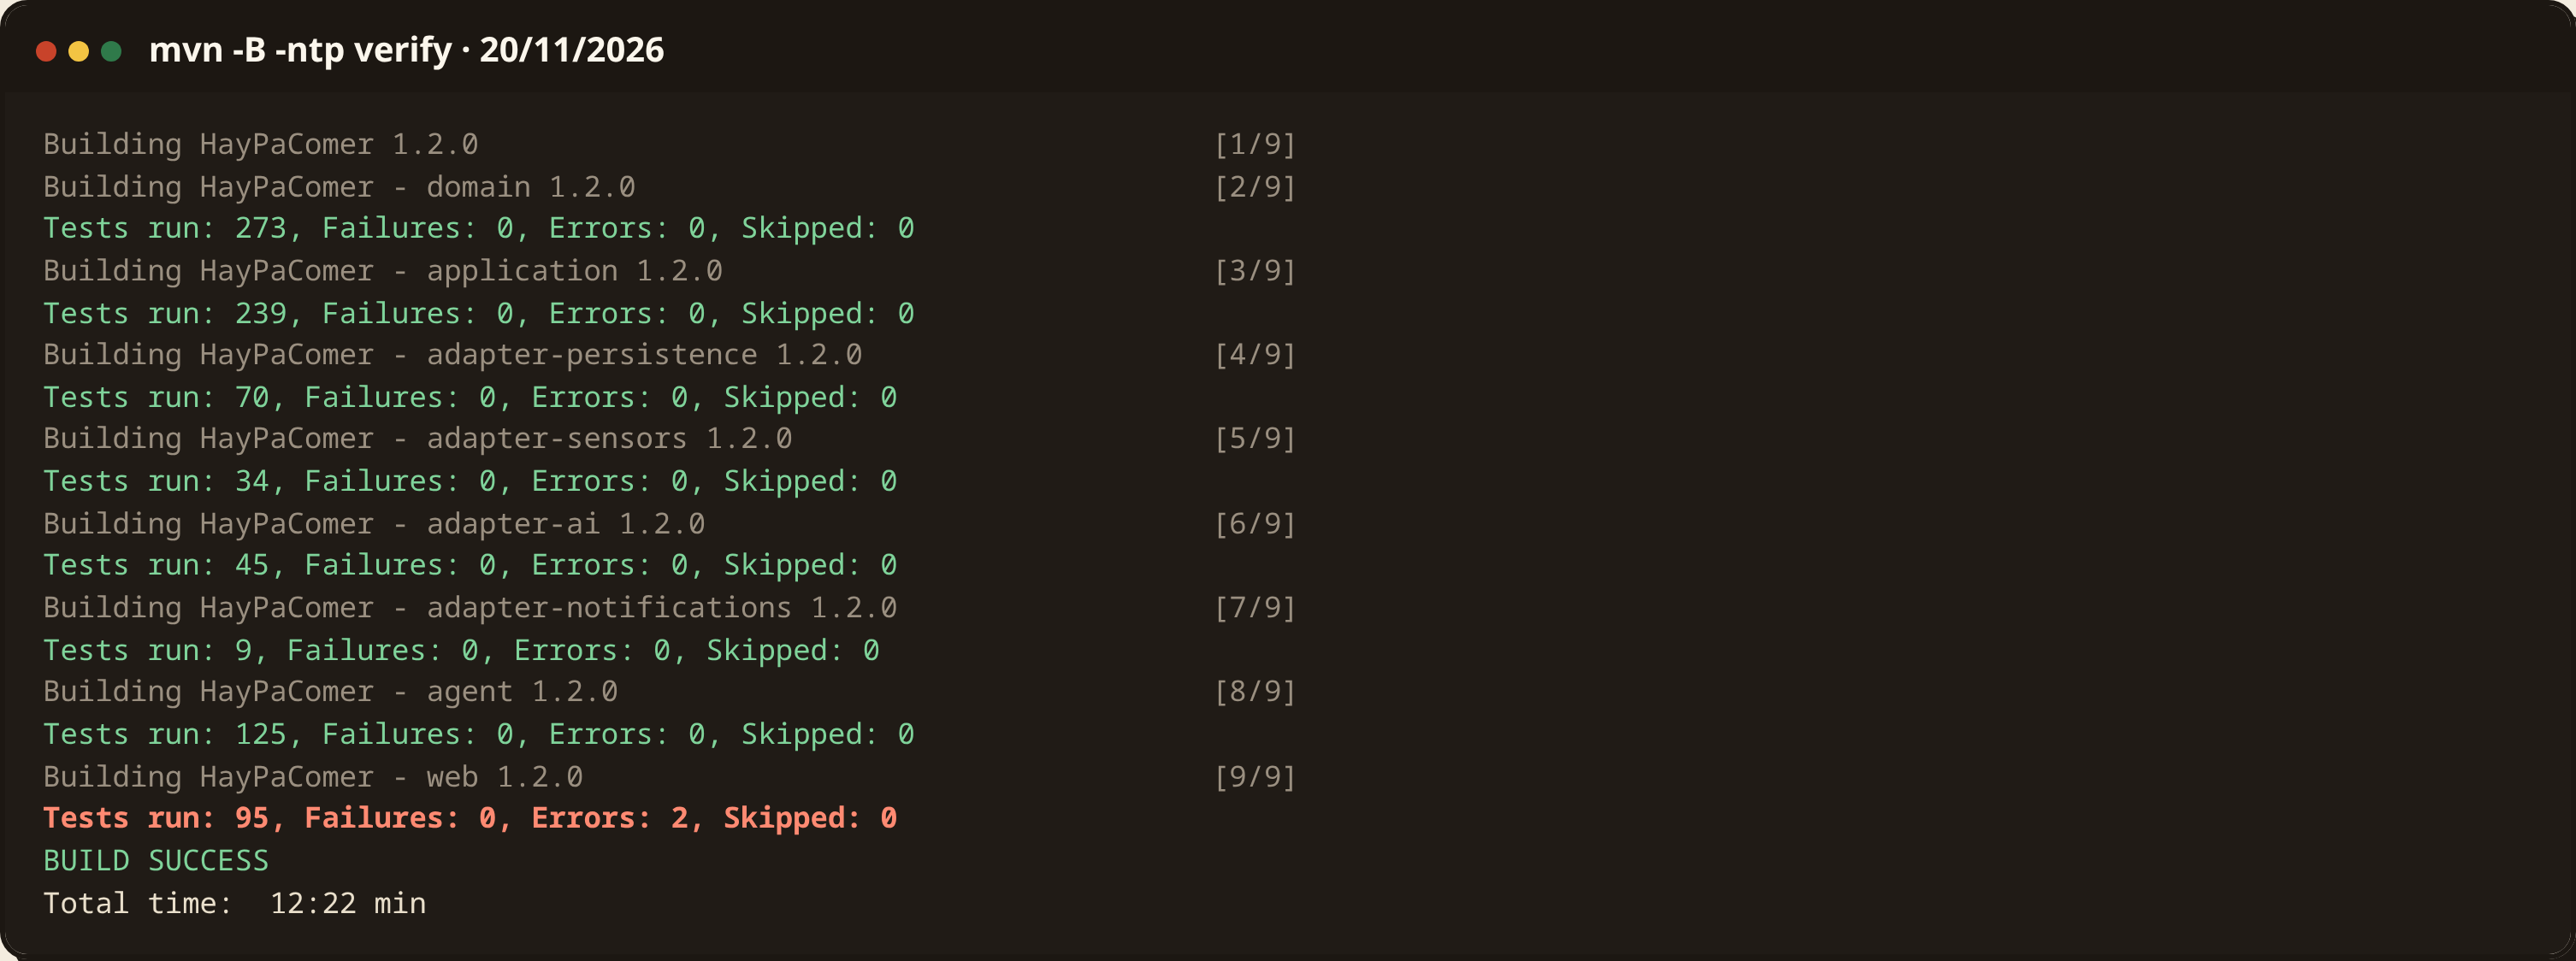 mvn -B -ntp verify · 20/11/2026
Building HayPaComer 1.2.0 [1/9]
Building HayPaComer - domain 1.2.0 [2/9]
Tests run: 273, Failures: 0, Errors: 0, Skipped: 0
Building HayPaComer - application 1.2.0 [3/9]
Tests run: 239, Failures: 0, Errors: 0, Skipped: 0
Building HayPaComer - adapter-persistence 1.2.0 [4/9]
Tests run: 70, Failures: 0, Errors: 0, Skipped: 0
Building HayPaComer - adapter-sensors 1.2.0 [5/9]
Tests run: 34, Failures: 0, Errors: 0, Skipped: 0
Building HayPaComer - adapter-ai 1.2.0 [6/9]
Tests run: 45, Failures: 0, Errors: 0, Skipped: 0
Building HayPaComer - adapter-notifications 1.2.0 [7/9]
Tests run: 9, Failures: 0, Errors: 0, Skipped: 0
Building HayPaComer - agent 1.2.0 [8/9]
Tests run: 125, Failures: 0, Errors: 0, Skipped: 0
Building HayPaComer - web 1.2.0 [9/9]
Tests run: 95, Failures: 0, Errors: 2, Skipped: 0
BUILD SUCCESS
Total time:  12:22 min